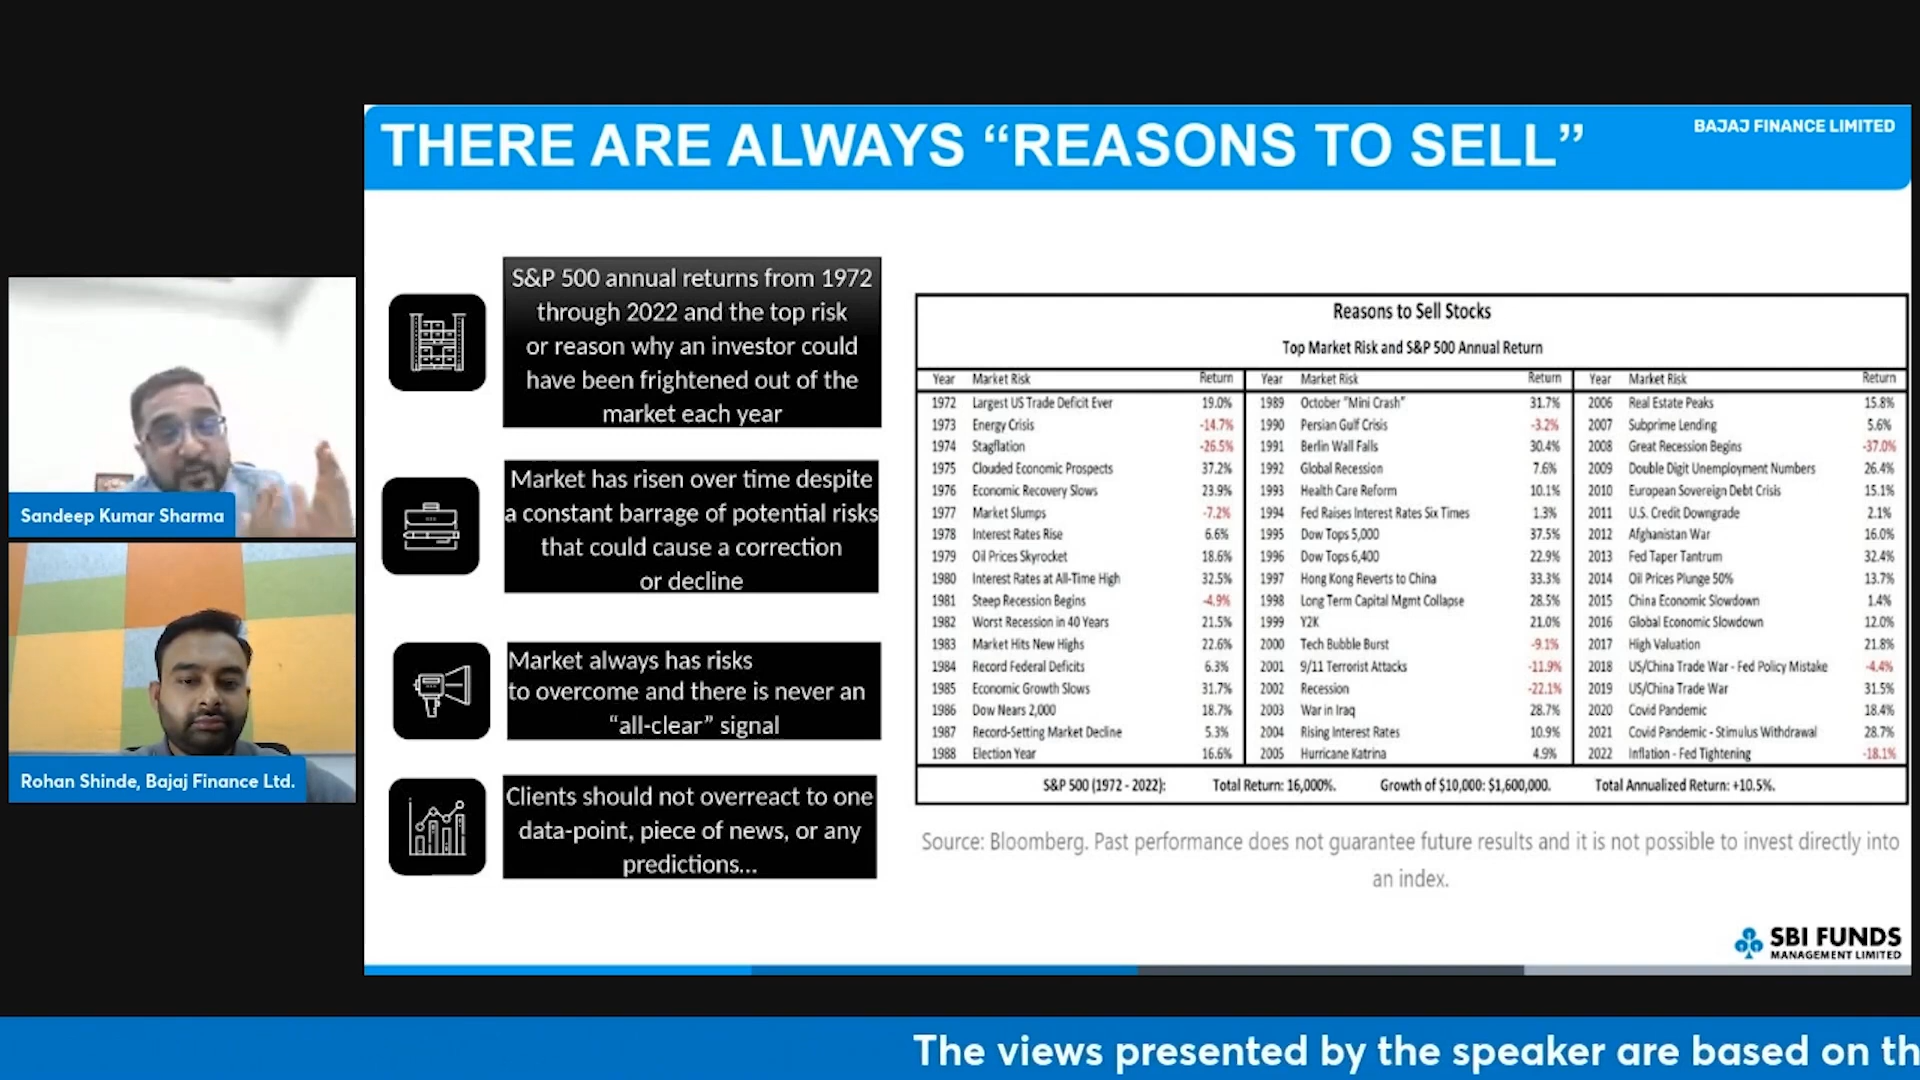 THERE ARE ALWAYS “REASONS TO SELL”
BAJAJ FINANCE LIMITED
S&P 500 annual returns from 1972
through 2022 and the top risk
or reason why an investor could
have been frightened out of the
market each year
Market has risen over time despite
a constant barrage of potential risks
that could cause a correction
or decline
Market always has risks
to overcome and there is never an
“all-clear” signal
Clients should not overreact to one
data-point, piece of news, or any
predictions...
Reasons to Sell Stocks
Top Market Risk and S&P 500 Annual Return
Year Market Risk Return Year Market Risk Return Year Market Risk Return
1972 Largest US Trade Deficit Ever 19.0% 1989 October "Mini Crash" 31.7% 2006 Real Estate Peaks 15.8%
1973 Energy Crisis -14.7% 1990 Persian Gulf Crisis -3.2% 2007 Subprime Lending 5.6%
1974 Stagflation -26.5% 1991 Berlin Wall Falls 30.4% 2008 Great Recession Begins -37.0%
1975 Clouded Economic Prospects 37.2% 1992 Global Recession 7.6% 2009 Double Digit Unemployment Numbers 26.4%
1976 Economic Recovery Slows 23.9% 1993 Health Care Reform 10.1% 2010 European Sovereign Debt Crisis 15.1%
1977 Market Slumps -7.2% 1994 Fed Raises Interest Rates Six Times 1.3% 2011 U.S. Credit Downgrade 2.1%
1978 Interest Rates Rise 6.6% 1995 Dow Tops 5,000 37.5% 2012 Afghanistan War 16.0%
1979 Oil Prices Skyrocket 18.6% 1996 Dow Tops 6,400 22.9% 2013 Fed Taper Tantrum 32.4%
1980 Interest Rates at All-Time High 32.5% 1997 Hong Kong Reverts to China 33.3% 2014 Oil Prices Plunge 50% 13.7%
1981 Steep Recession Begins -4.9% 1998 Long Term Capital Mgmt Collapse 28.5% 2015 China Economic Slowdown 1.4%
1982 Worst Recession in 40 Years 21.5% 1999 Y2K 21.0% 2016 Global Economic Slowdown 12.0%
1983 Market Hits New Highs 22.6% 2000 Tech Bubble Burst -9.1% 2017 High Valuation 21.8%
1984 Record Federal Deficits 6.3% 2001 9/11 Terrorist Attacks -11.9% 2018 US/China Trade War - Fed Policy Mistake -4.4%
1985 Economic Growth Slows 31.7% 2002 Recession -22.1% 2019 US/China Trade War 31.5%
1986 Dow Nears 2,000 18.7% 2003 War in Iraq 28.7% 2020 Covid Pandemic 18.4%
1987 Record-Setting Market Decline 5.3% 2004 Rising Interest Rates 10.9% 2021 Covid Pandemic - Stimulus Withdrawal 28.7%
1988 Election Year 16.6% 2005 Hurricane Katrina 4.9% 2022 Inflation - Fed Tightening -18.1%
S&P 500 (1972 - 2022): Total Return: 16,000%. Growth of $10,000: $1,600,000. Total Annualized Return: +10.5%.
Source: Bloomberg. Past performance does not guarantee future results and it is not possible to invest directly into
an index.
SBI FUNDS
MANAGEMENT LIMITED
Sandeep Kumar Sharma
Rohan Shinde, Bajaj Finance Ltd.
The views presented by the speaker are based on th